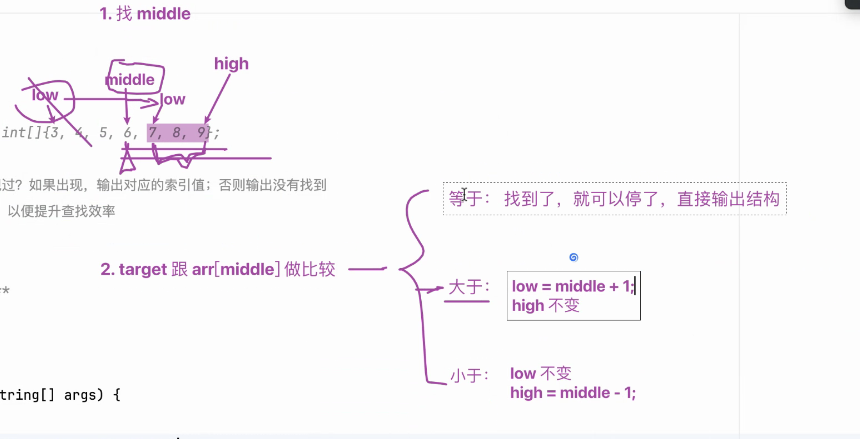 1. 找 middle
high
middle
low
low
int[]{3, 4, 5, 6, 7, 8, 9};
过？如果出现，输出对应的索引值；否则输出没有找到
以便提升查找效率
等于： 找到了，就可以停了，直接输出结构
2. target 跟 arr[middle] 做比较
大于：
low = middle + 1;
high 不变
*
小于：
low 不变
high = middle - 1;
tring[] args) {